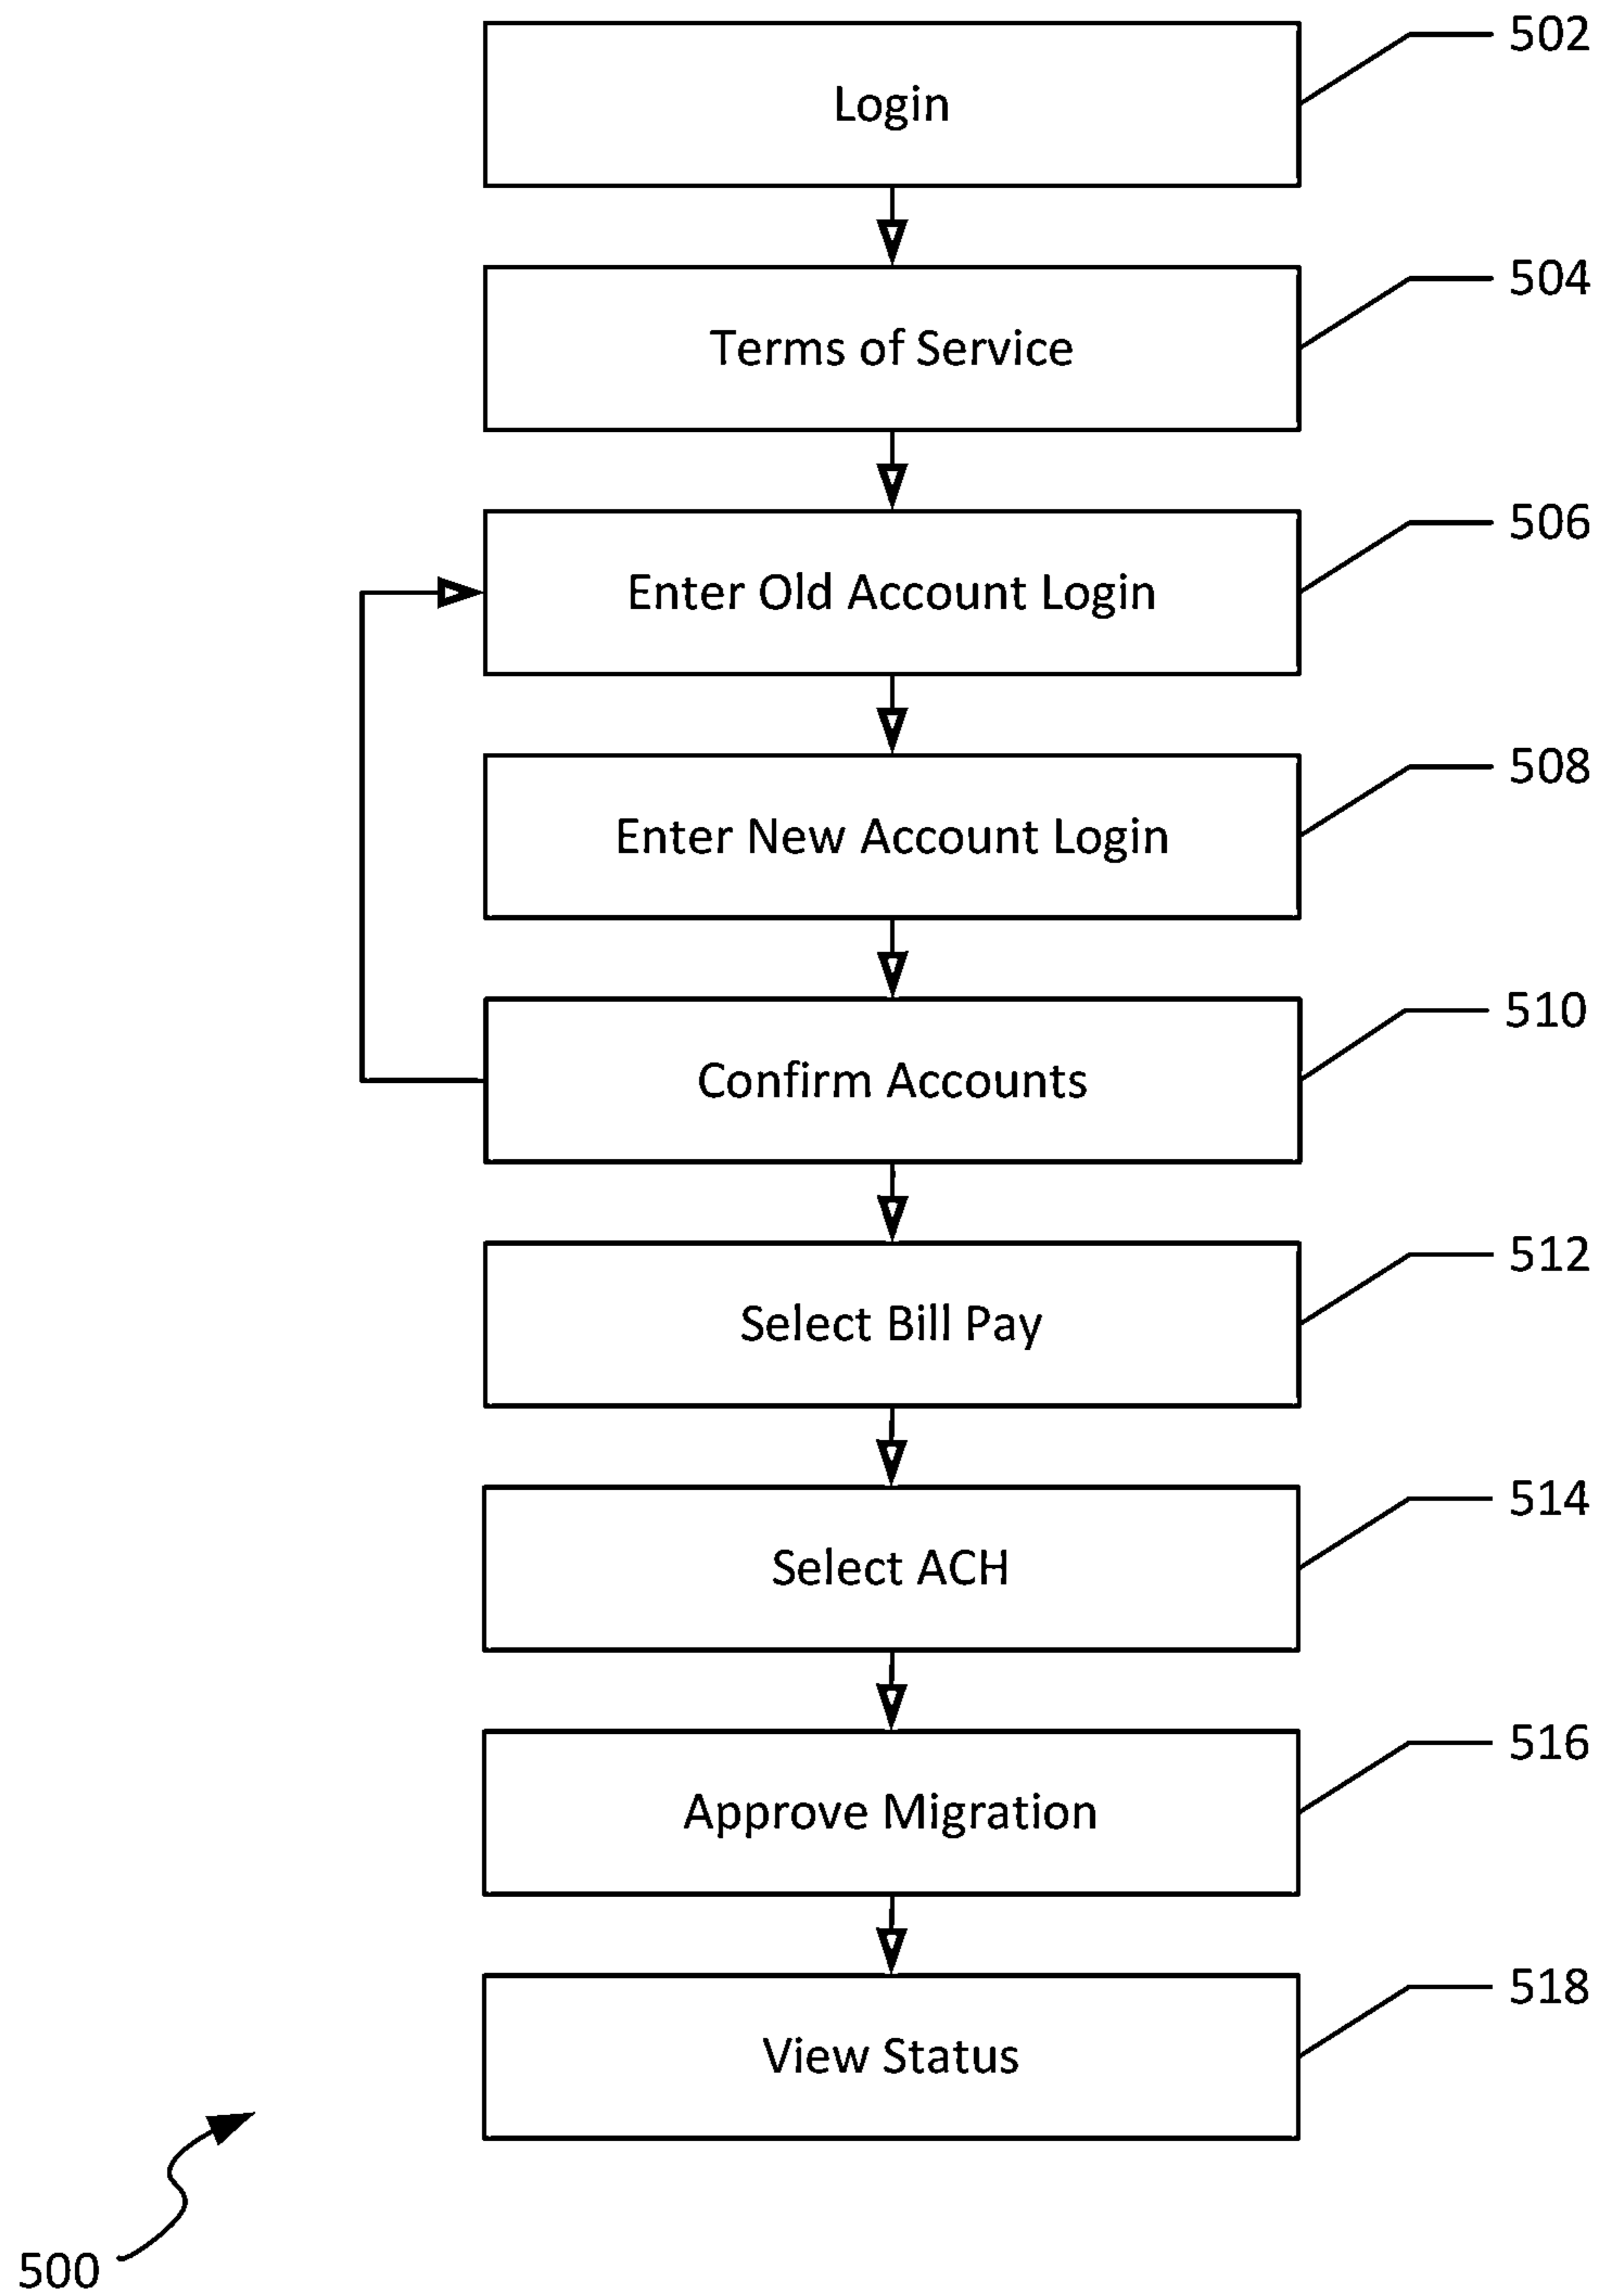 502
Login
504
Terms of Service
506
Enter Old Account Login
508
Enter New Account Login
510
Confirm Accounts
512
Select Bill Pay
514
Select ACH
516
Approve Migration
518
View Status
500